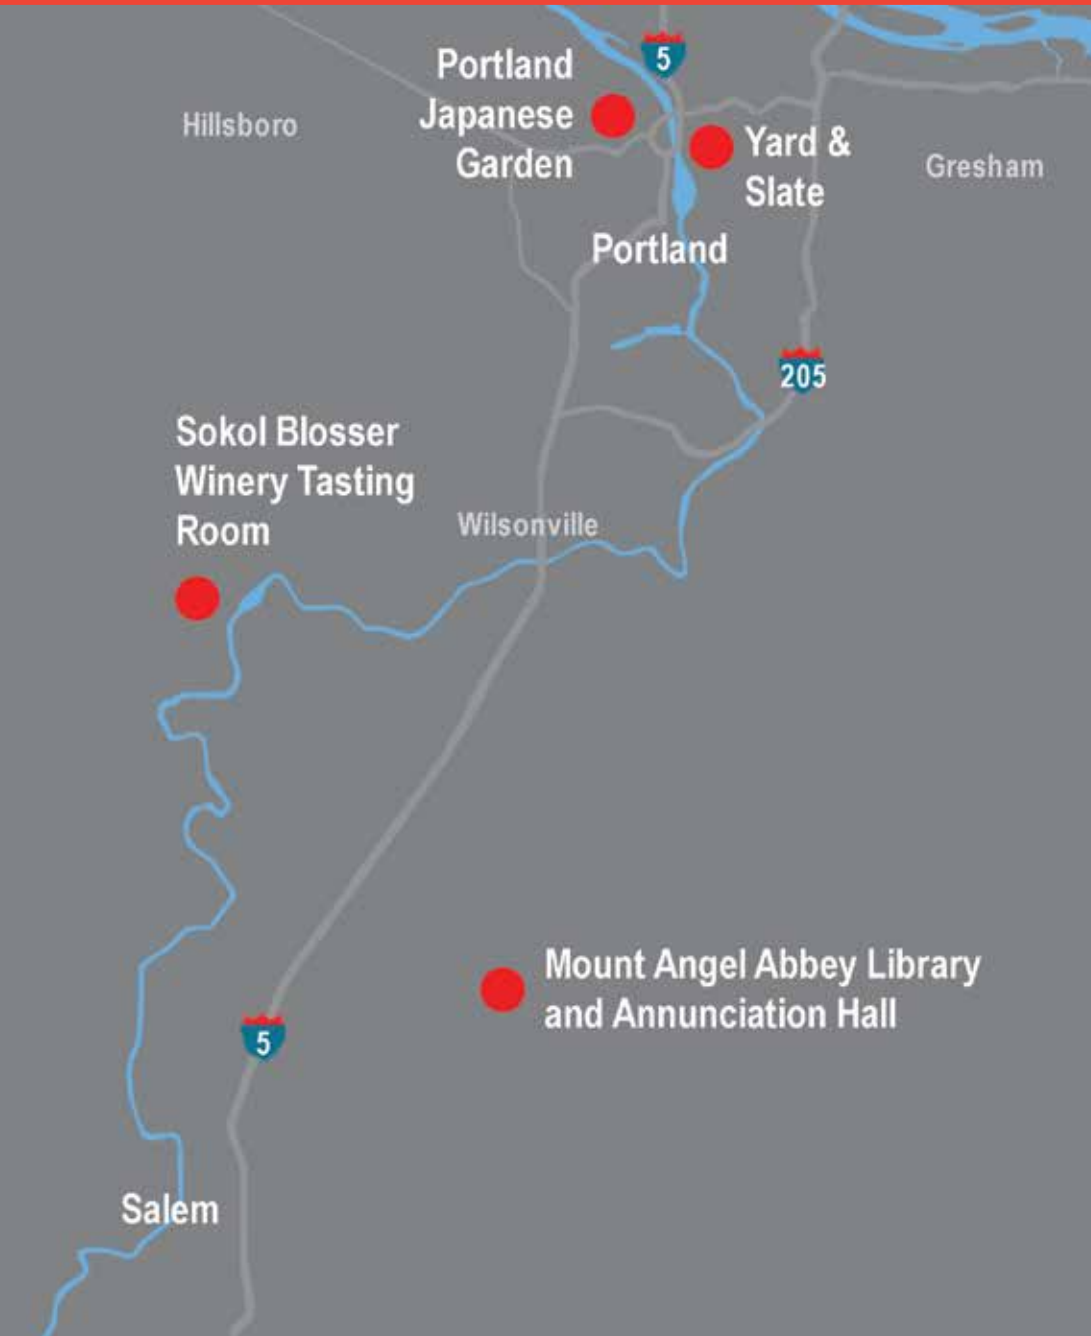 5
Portland
Japanese
Garden
Hillsboro
Yard &
Slate
Gresham
Portland
205
Sokol Blosser
Winery Tasting
Room
Wilsonville
Mount Angel Abbey Library
and Annunciation Hall
5
Salem